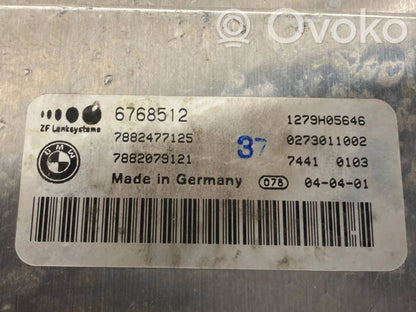 Ovoko
6768512 1279H05646
ZF Lenksysteme
7882477125 37 0273011002
BMW 7882079121 7441 0103
Made in Germany 078 04-04-01